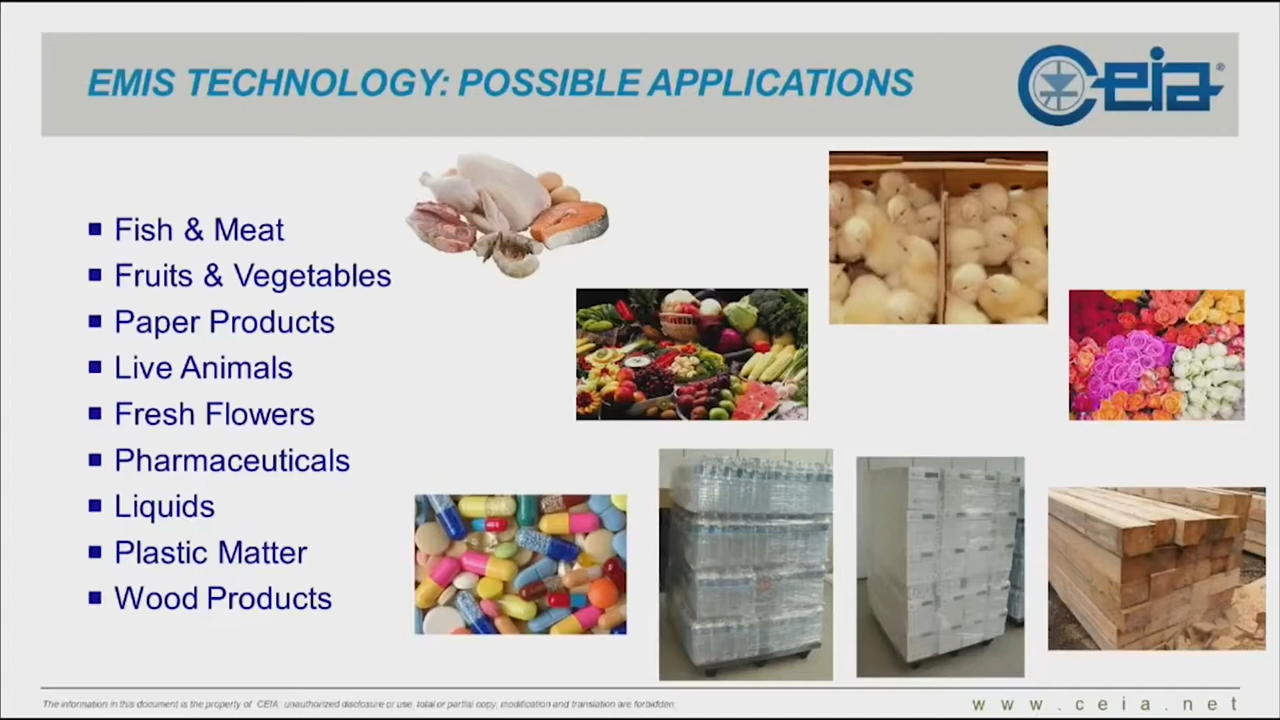 EMIS TECHNOLOGY: POSSIBLE APPLICATIONS
Ceia®
Fish & Meat
Fruits & Vegetables
Paper Products
Live Animals
Fresh Flowers
Pharmaceuticals
Liquids
Plastic Matter
Wood Products
The information in this document is the property of CEIA: unauthorized disclosure or use, total or partial copy, modification and translation are forbidden.
www.ceia.net